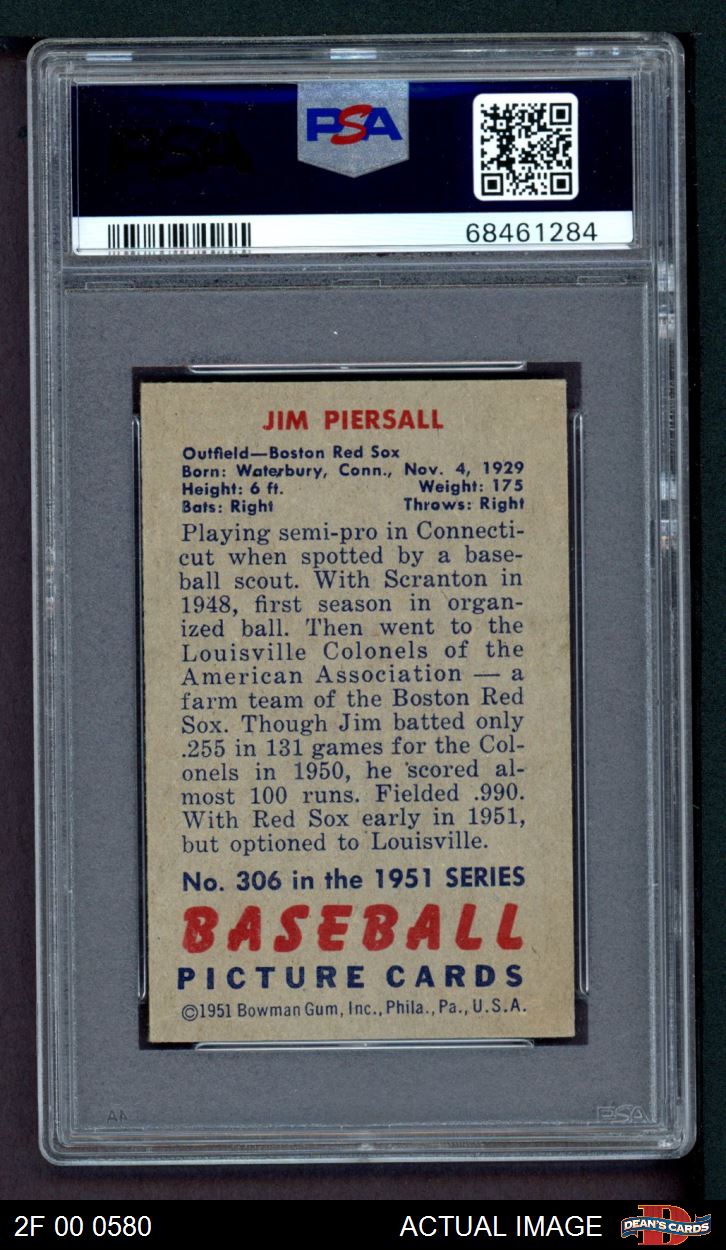 PSA
68461284
JIM PIERSALL
Outfield—Boston Red Sox
Born: Waterbury, Conn., Nov. 4, 1929
Height: 6 ft. Weight: 175
Bats: Right Throws: Right
Playing semi-pro in Connecti-
cut when spotted by a base-
ball scout. With Scranton in
1948, first season in organ-
ized ball. Then went to the
Louisville Colonels of the
American Association — a
farm team of the Boston Red
Sox. Though Jim batted only
.255 in 131 games for the Col-
onels in 1950, he scored al-
most 100 runs. Fielded .990.
With Red Sox early in 1951,
but optioned to Louisville.
No. 306 in the 1951 SERIES
BASEBALL
PICTURE CARDS
©1951 Bowman Gum, Inc., Phila., Pa., U.S.A.
AA PSA
2F 00 0580 ACTUAL IMAGE DEAN'S CARDS